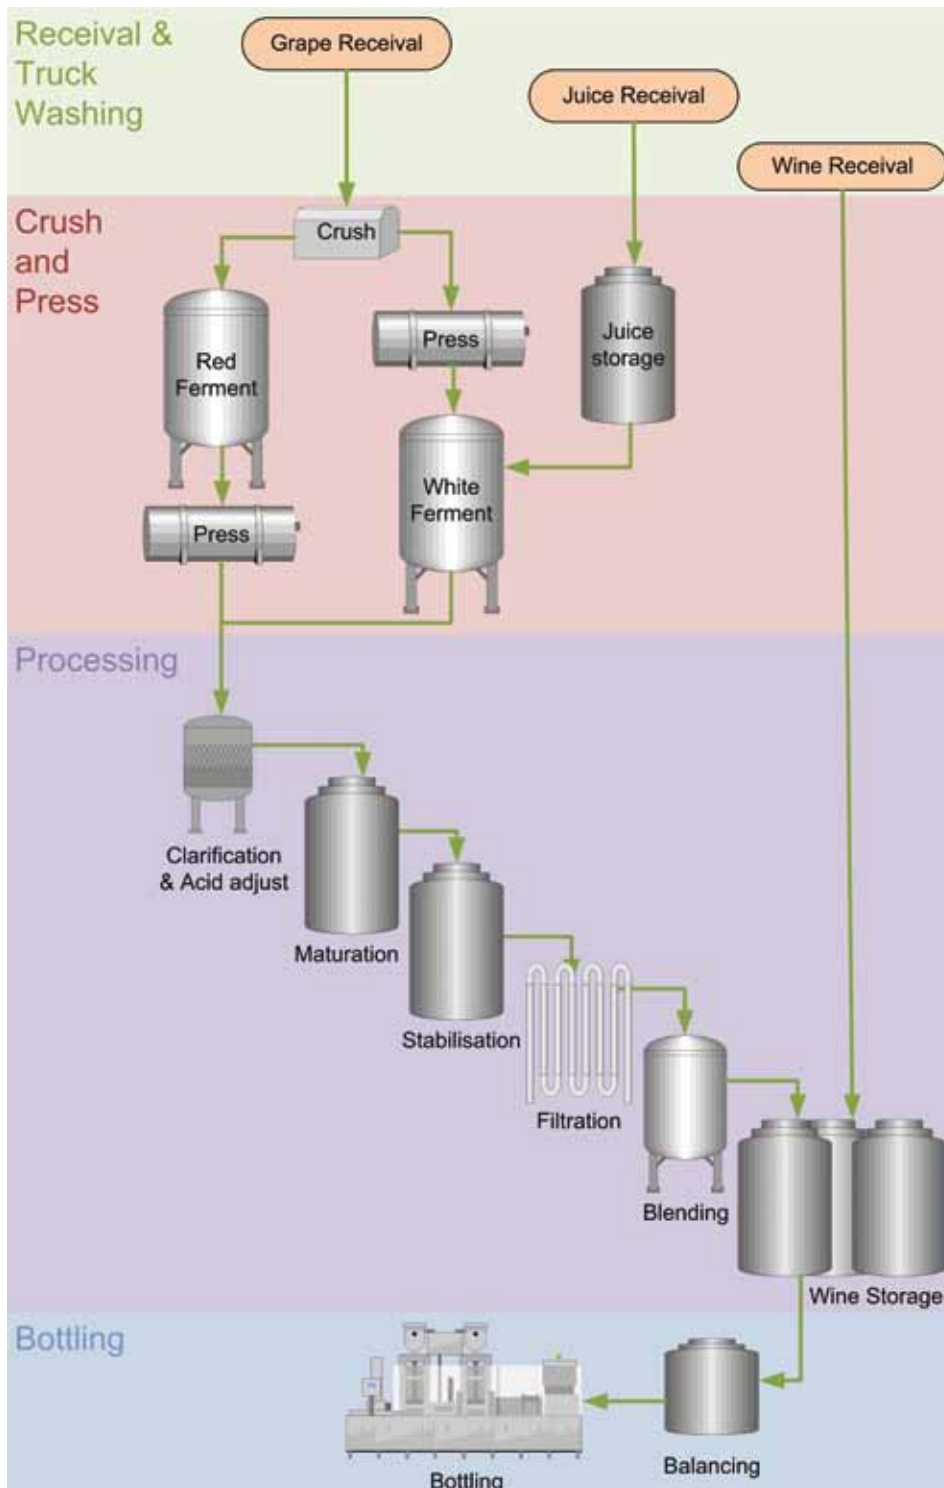 Receival &
Truck
Washing
Grape Receival
Juice Receival
Wine Receival
Crush
and
Press
Crush
Red
Ferment
Press
Juice
storage
White
Ferment
Press
Processing
Clarification
& Acid adjust
Maturation
Stabilisation
Filtration
Blending
Wine Storage
Bottling
Balancing
Bottling